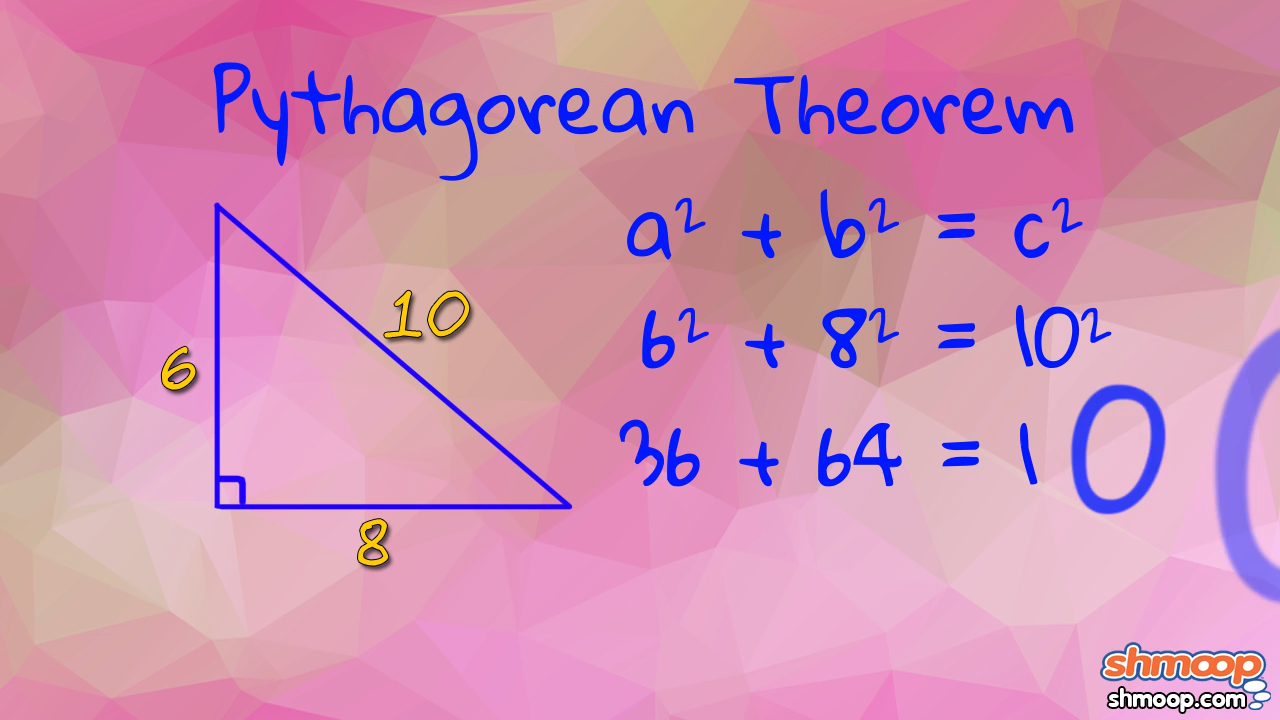 Pythagorean Theorem
a² + b² = c²
6² + 8² = 10²
36 + 64 = 100
10
6
8
shmoop
shmoop.com